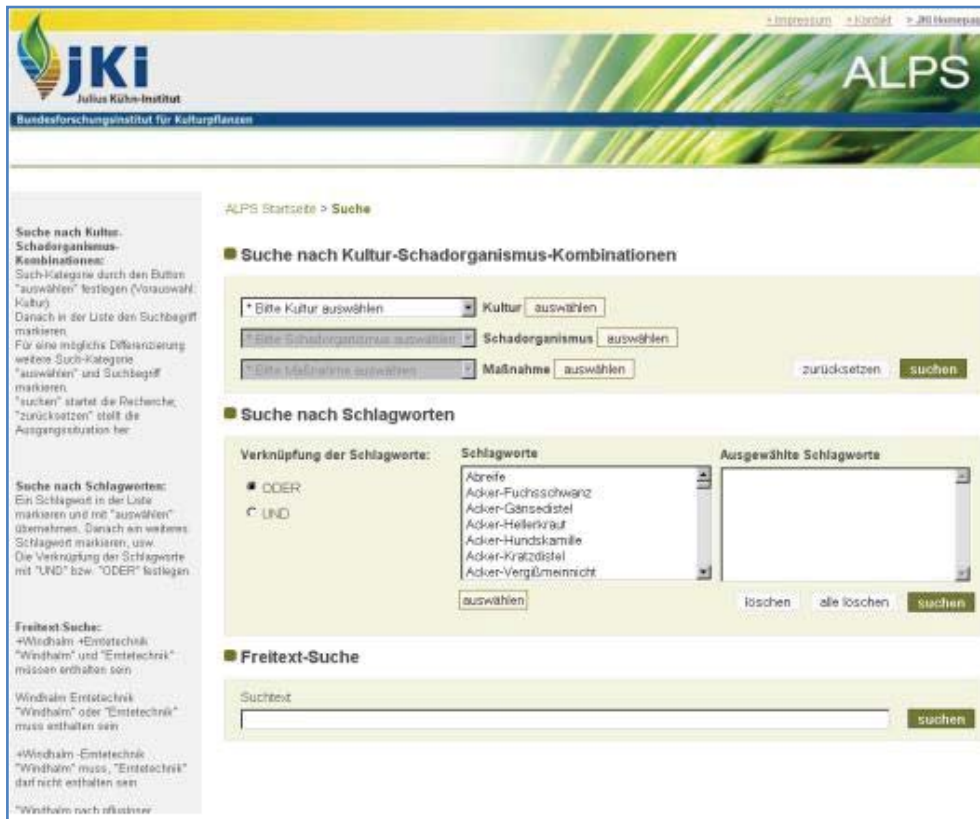 » Impressum » Kontakt » JKI Homepage
JKI
Julius Kühn-Institut
ALPS
Bundesforschungsinstitut für Kulturpflanzen
Suche nach Kultur-
Schadorganismus-
Kombinationen:
Such-Kategorie durch den Button
"auswählen" festlegen (Vorauswahl:
Kultur)
Danach in der Liste den Suchbegriff
markieren.
Für eine mögliche Differenzierung
weitere Such-Kategorie
"auswählen" und Suchbegriff
markieren.
"suchen" startet die Recherche;
"zurücksetzen" stellt die
Ausgangssituation her
Suche nach Schlagworten:
Ein Schlagwort in der Liste
markieren und mit "auswählen"
übernehmen. Danach ein weiteres
Schlagwort markieren, usw.
Die Verknüpfung der Schlagworte
mit "UND" bzw. "ODER" festlegen
Freitext-Suche:
+Windhalm +Erntetechnik
"Windhalm" und "Erntetechnik"
müssen enthalten sein
Windhalm Erntetechnik
"Windhalm" oder "Erntetechnik"
muss enthalten sein
+Windhalm -Erntetechnik
"Windhalm" muss, "Erntetechnik"
darf nicht enthalten sein
"Windhalm nach pflugloser
ALPS Startseite > Suche
Suche nach Kultur-Schadorganismus-Kombinationen
* Bitte Kultur auswählen Kultur auswählen
* Bitte Schadorganismus auswählen Schadorganismus auswählen
* Bitte Maßnahme auswählen Maßnahme auswählen zurücksetzen suchen
Suche nach Schlagworten
Verknüpfung der Schlagworte:
ODER
UND
Schlagworte
Abreife
Acker-Fuchsschwanz
Acker-Gänsedistel
Acker-Hellerkraut
Acker-Hundskamille
Acker-Kratzdistel
Acker-Vergißmeinnicht
auswählen
Ausgewählte Schlagworte
löschen alle löschen suchen
Freitext-Suche
Suchtext
suchen